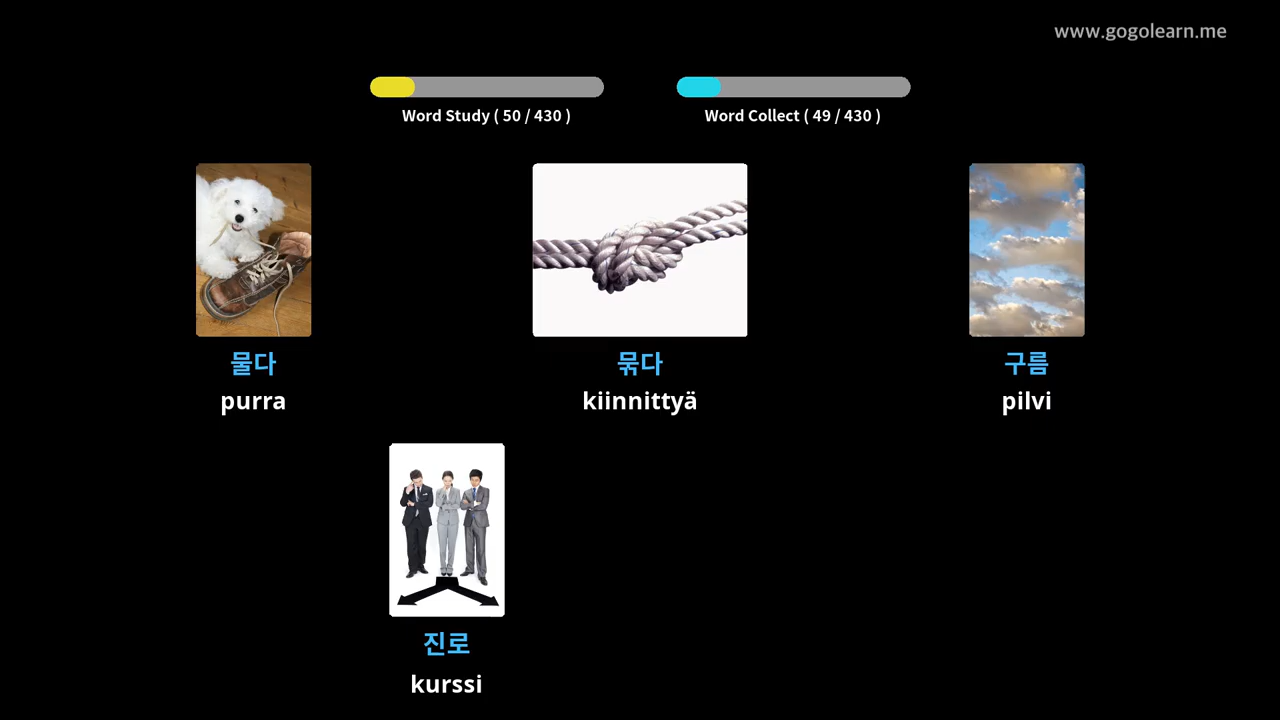 www.gogolearn.me
Word Study ( 50 / 430 )
Word Collect ( 49 / 430 )
물다
purra
묶다
kiinnittyä
구름
pilvi
진로
kurssi